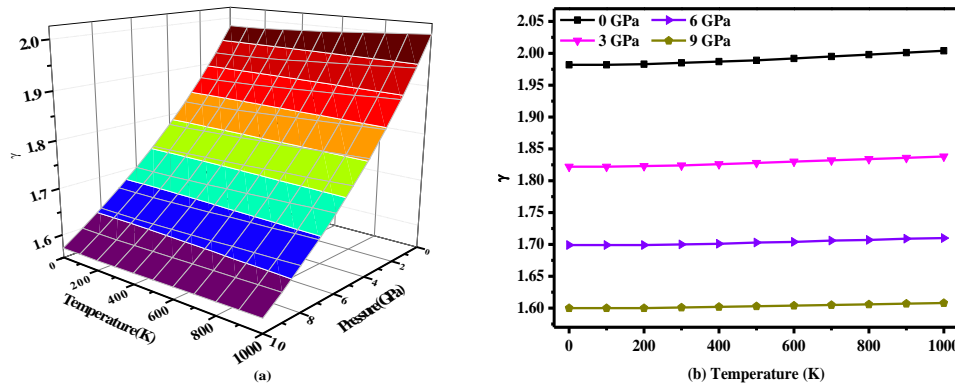 2.0
1.9
γ
1.8
1.7
1.6
0
200
400
600
800
1000
Temperature(K)
0
2
4
6
8
10
Pressure(GPa)
(a)
0 GPa
6 GPa
3 GPa
9 GPa
2.05
2.00
1.95
1.90
1.85
1.80
1.75
1.70
1.65
1.60
γ
0 200 400 600 800 1000
(b) Temperature (K)